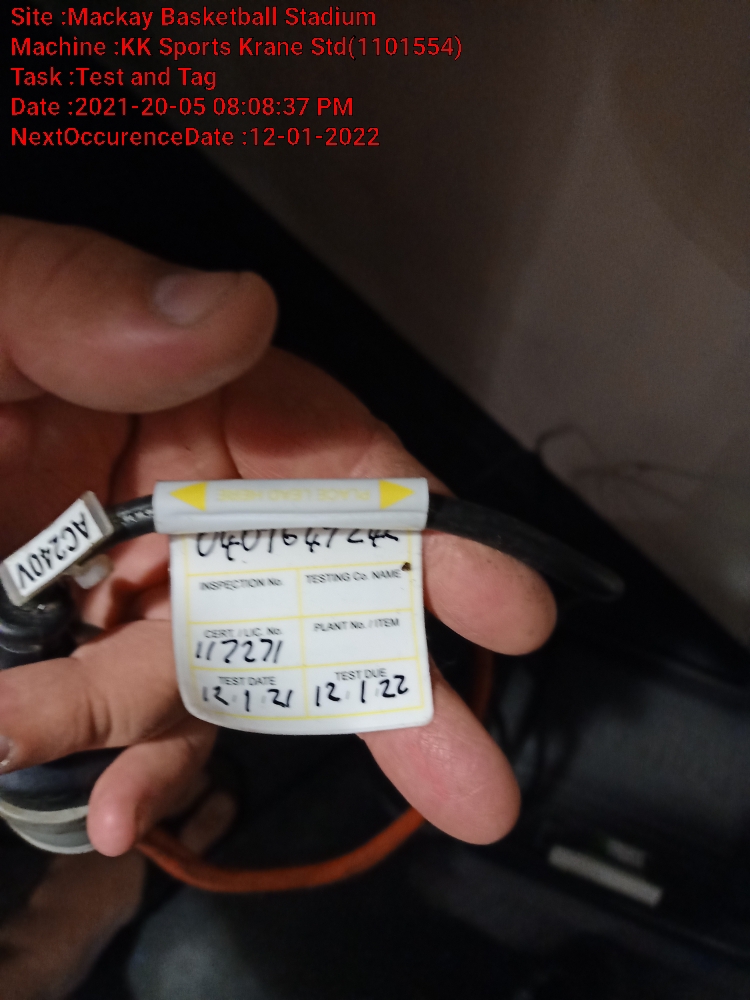 Site :Mackay Basketball Stadium
Machine :KK Sports Krane Std(1101554)
Task :Test and Tag
Date :2021-20-05 08:08:37 PM
NextOccurenceDate :12-01-2022
PLACE LEAD HERE
AC240V
INSPECTION No. TESTING Co. NAME
CERT. / LIC. No. PLANT No. / ITEM
117271
TEST DATE TEST DUE
12.1.21 12.1.22